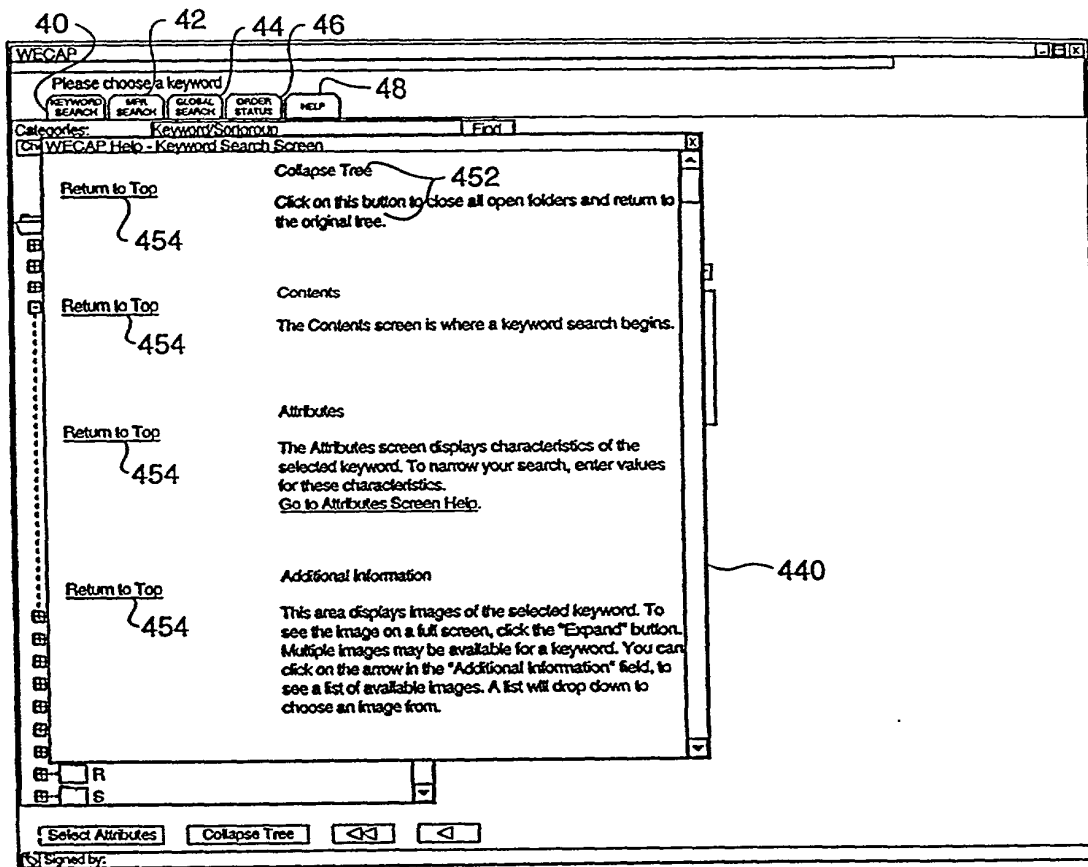 40 42 44 46
WECAP
Please choose a keyword
48
KEYWORD SEARCH MFR SEARCH GLOBAL SEARCH ORDER STATUS HELP
Categories: Keyword/Sortgroup Find
WECAP Help - Keyword Search Screen
Collapse Tree 452
Return to Top
Click on this button to close all open folders and return to
the original tree.
454
Contents
Return to Top
The Contents screen is where a keyword search begins.
454
Attributes
Return to Top
The Attributes screen displays characteristics of the
selected keyword. To narrow your search, enter values
for these characteristics.
454
Go to Attributes Screen Help.
Additional Information
440
Return to Top
This area displays images of the selected keyword. To
454
see the image on a full screen, click the "Expand" button.
Multiple images may be available for a keyword. You can
click on the arrow in the "Additional Information" field, to
see a list of available images. A list will drop down to
choose an image from.
R
S
Select Attributes Collapse Tree
Signed by: